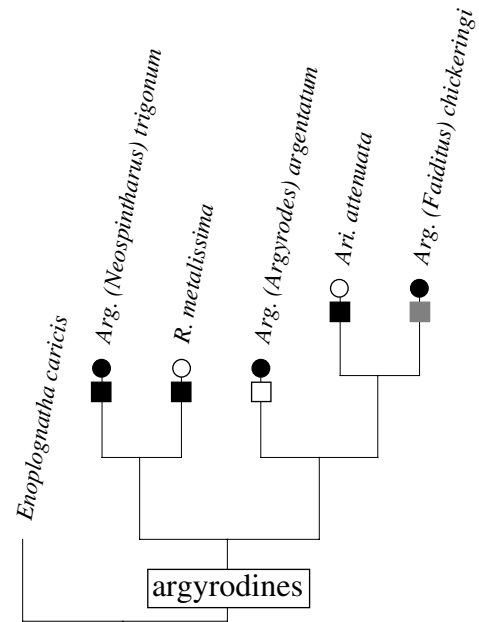 Enoplognatha caricis
Arg. (Neospintharus) trigonum
R. metalissima
Arg. (Argyrodes) argentatum
Ari. attenuata
Arg. (Faiditus) chickeringi
argyrodines